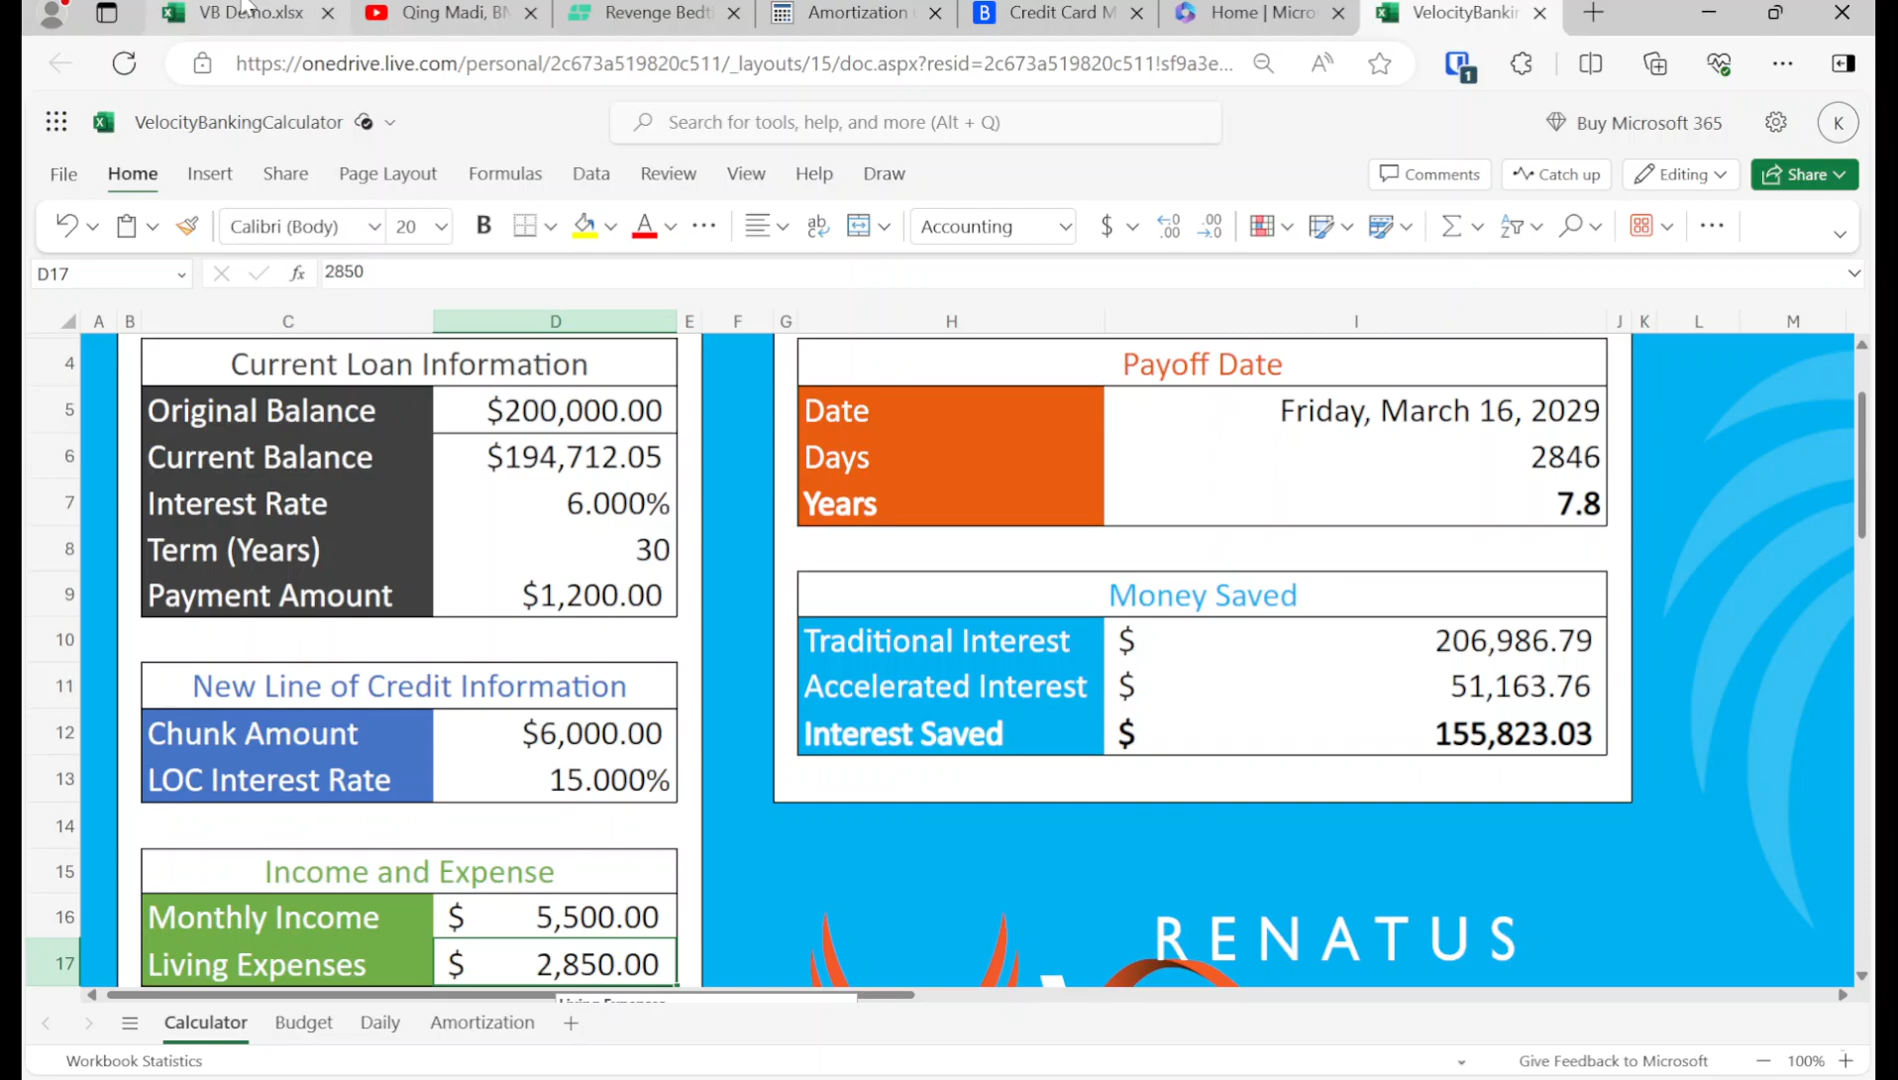 VB Demo.xlsx
Qing Madi, BN
Revenge Bedt
Amortization
Credit Card M
Home | Micro
VelocityBankin
https://onedrive.live.com/personal/2c673a519820c511/_layouts/15/doc.aspx?resid=2c673a519820c511!sf9a3e...
1
VelocityBankingCalculator
Search for tools, help, and more (Alt + Q)
Buy Microsoft 365
K
File Home Insert Share Page Layout Formulas Data Review View Help Draw
Comments Catch up Editing Share
Calibri (Body) 20 B A ab Accounting $ .00 .00
D17 fx 2850
A B C D E F G H I J K L M
4 Current Loan Information Payoff Date
5 Original Balance $200,000.00 Date Friday, March 16, 2029
6 Current Balance $194,712.05 Days 2846
7 Interest Rate 6.000% Years 7.8
8 Term (Years) 30
9 Payment Amount $1,200.00 Money Saved
10 Traditional Interest $ 206,986.79
11 New Line of Credit Information Accelerated Interest $ 51,163.76
12 Chunk Amount $6,000.00 Interest Saved $ 155,823.03
13 LOC Interest Rate 15.000%
14
15 Income and Expense
16 Monthly Income $ 5,500.00 RENATUS
17 Living Expenses $ 2,850.00
Living Expenses
Calculator Budget Daily Amortization
Workbook Statistics Give Feedback to Microsoft 100%